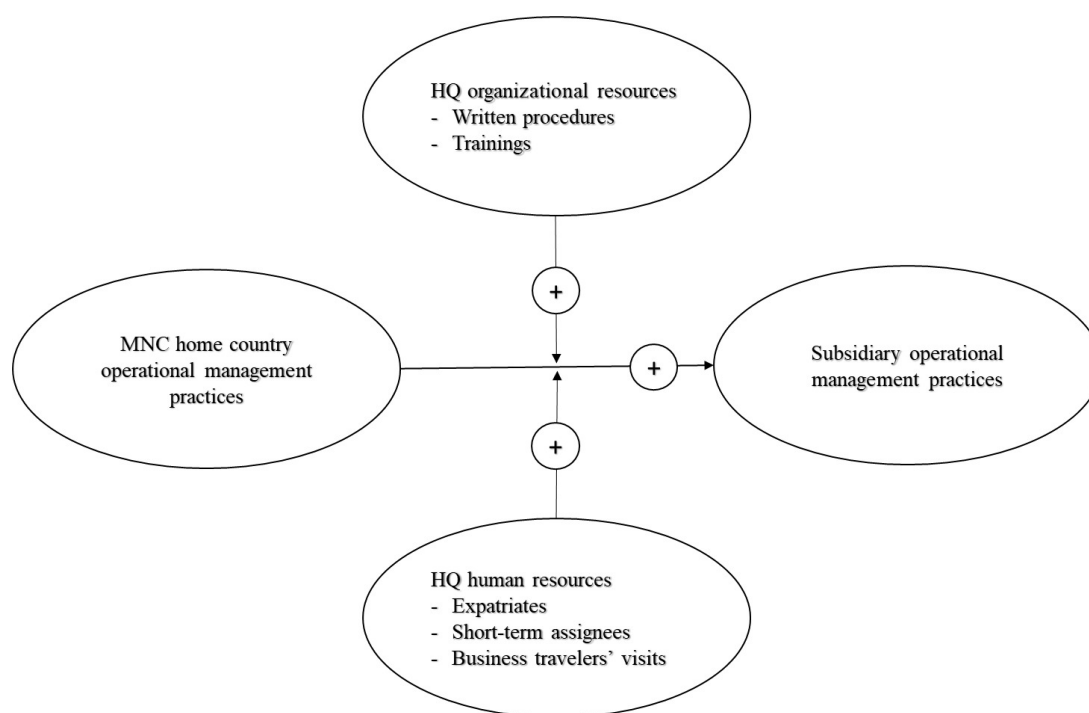 HQ organizational resources
- Written procedures
- Trainings
+
MNC home country
operational management
practices
+
Subsidiary operational
management practices
+
HQ human resources
- Expatriates
- Short-term assignees
- Business travelers’ visits